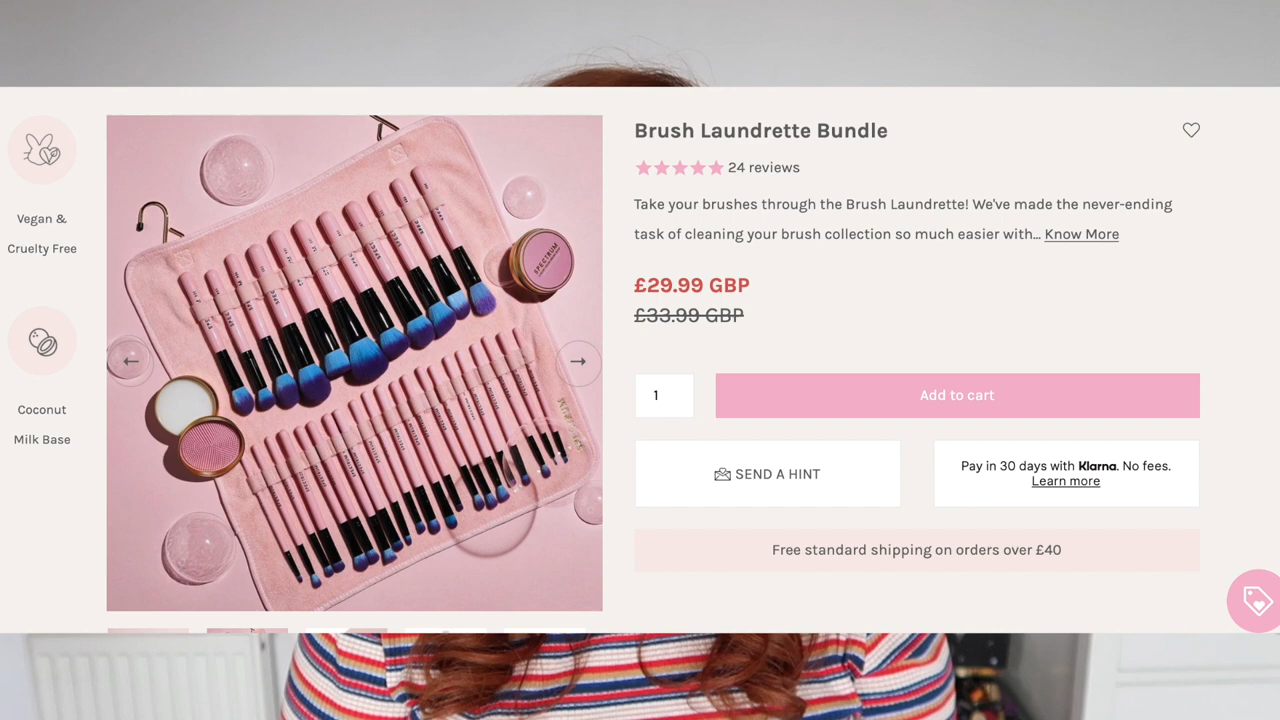 Vegan &
Cruelty Free
Coconut
Milk Base
SPECTRUM
Brush Laundrette Bundle
24 reviews
Take your brushes through the Brush Laundrette! We've made the never-ending
task of cleaning your brush collection so much easier with... Know More
£29.99 GBP
£33.99 GBP
1
Add to cart
SEND A HINT
Pay in 30 days with Klarna. No fees.
Learn more
Free standard shipping on orders over £40